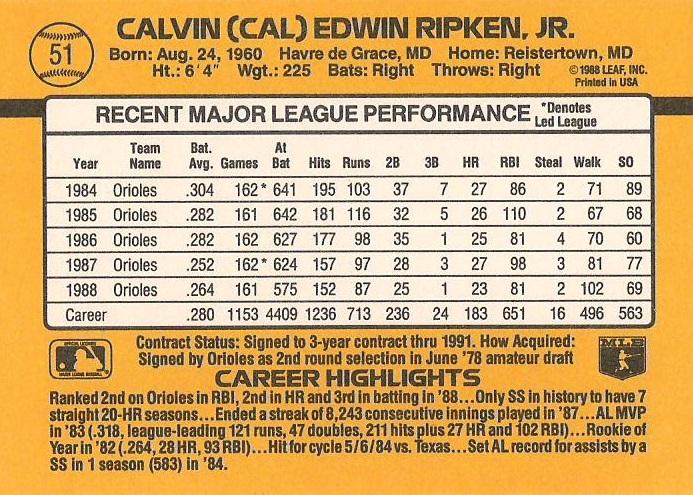 51
CALVIN (CAL) EDWIN RIPKEN, JR.
Born: Aug. 24, 1960 Havre de Grace, MD Home: Reistertown, MD
Ht.: 6'4" Wgt.: 225 Bats: Right Throws: Right
©1988 LEAF, INC.
Printed in USA
RECENT MAJOR LEAGUE PERFORMANCE *Denotes Led League
Year Team Name Bat. Avg. Games At Bat Hits Runs 2B 3B HR RBI Steal Walk SO
1984 Orioles .304 162* 641 195 103 37 7 27 86 2 71 89
1985 Orioles .282 161 642 181 116 32 5 26 110 2 67 68
1986 Orioles .282 162 627 177 98 35 1 25 81 4 70 60
1987 Orioles .252 162* 624 157 97 28 3 27 98 3 81 77
1988 Orioles .264 161 575 152 87 25 1 23 81 2 102 69
Career .280 1153 4409 1236 713 236 24 183 651 16 496 563
Contract Status: Signed to 3-year contract thru 1991. How Acquired:
Signed by Orioles as 2nd round selection in June '78 amateur draft
MLB
CAREER HIGHLIGHTS
Ranked 2nd on Orioles in RBI, 2nd in HR and 3rd in batting in '88...Only SS in history to have 7
straight 20-HR seasons...Ended a streak of 8,243 consecutive innings played in '87...AL MVP
in '83 (.318, league-leading 121 runs, 47 doubles, 211 hits plus 27 HR and 102 RBI)...Rookie of
Year in '82 (.264, 28 HR, 93 RBI)...Hit for cycle 5/6/84 vs. Texas...Set AL record for assists by a
SS in 1 season (583) in '84.